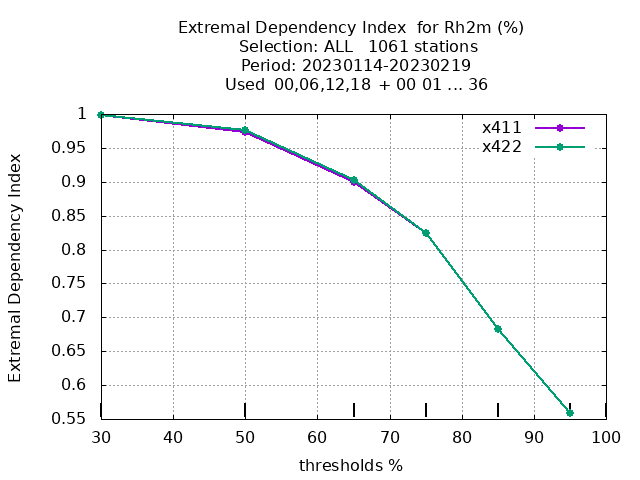 Extremal Dependency Index  for Rh2m (%)
Selection: ALL   1061 stations
Period: 20230114-20230219
Used  00,06,12,18  + 00 01 ... 36
x411
x422
Extremal Dependency Index
1
0.95
0.9
0.85
0.8
0.75
0.7
0.65
0.6
0.55
30 40 50 60 70 80 90 100
thresholds %